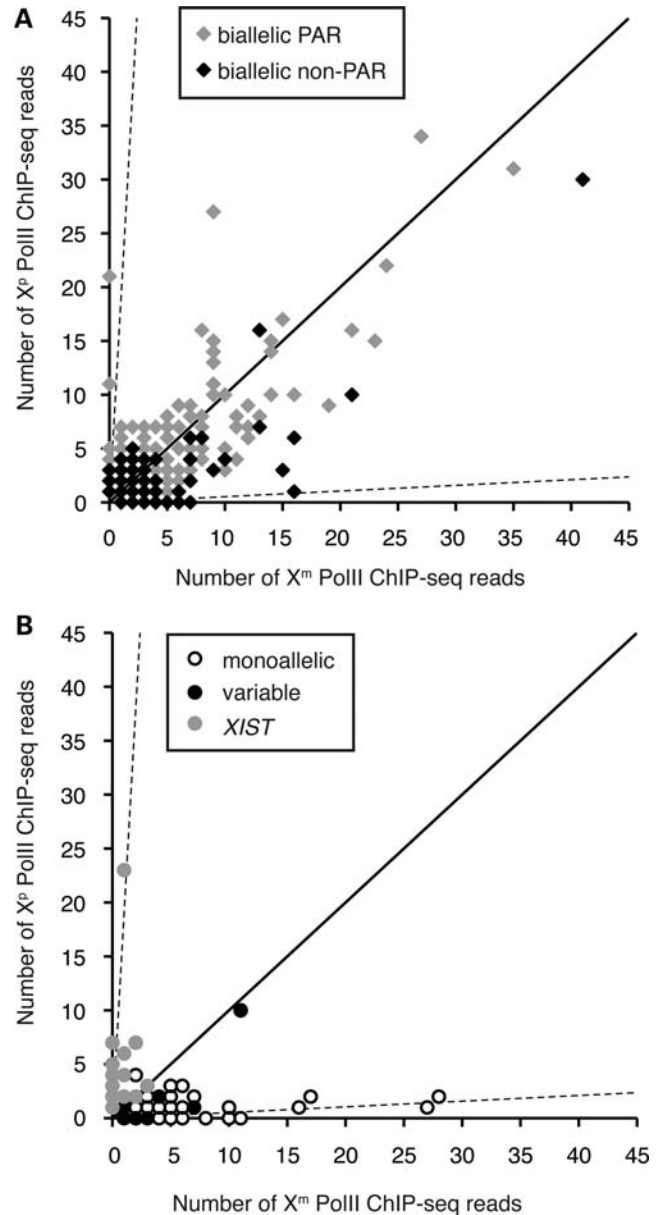 A
45
40
35
30
25
20
15
10
5
0
biallelic PAR
biallelic non-PAR
Number of Xᵖ PolII ChIP-seq reads
0 5 10 15 20 25 30 35 40 45
Number of Xᵐ PolII ChIP-seq reads
B
45
40
35
30
25
20
15
10
5
0
monoallelic
variable
XIST
Number of Xᵖ PolII ChIP-seq reads
0 5 10 15 20 25 30 35 40 45
Number of Xᵐ PolII ChIP-seq reads